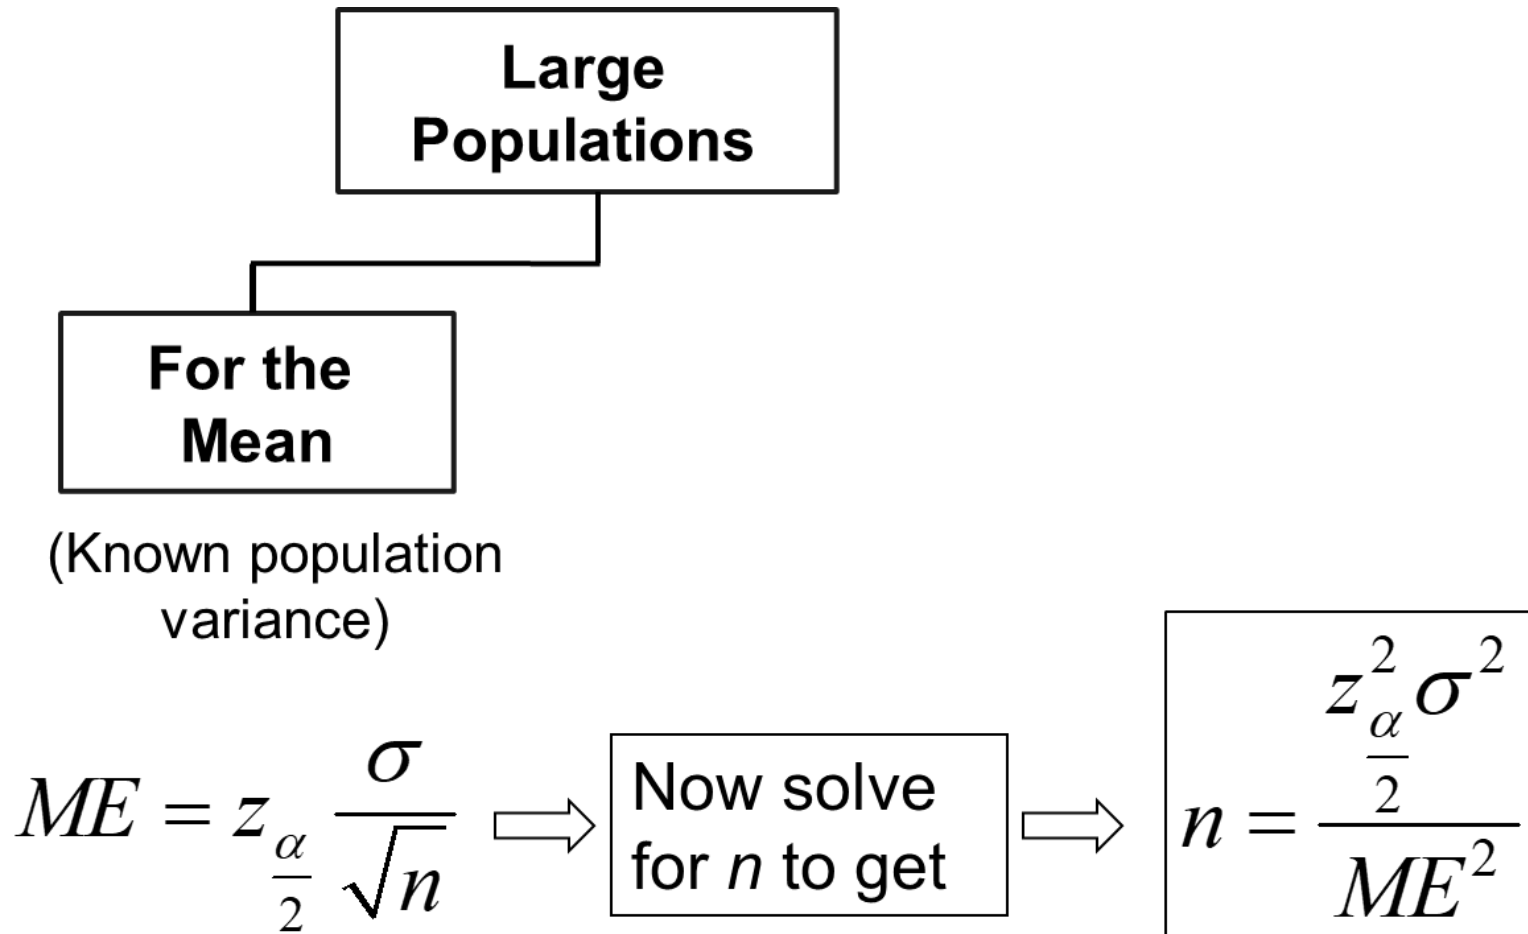 Large
Populations
For the
Mean
(Known population
variance)
ME = z_{α/2} σ/√n
Now solve
for n to get
n = z²_{α/2} σ² / ME²